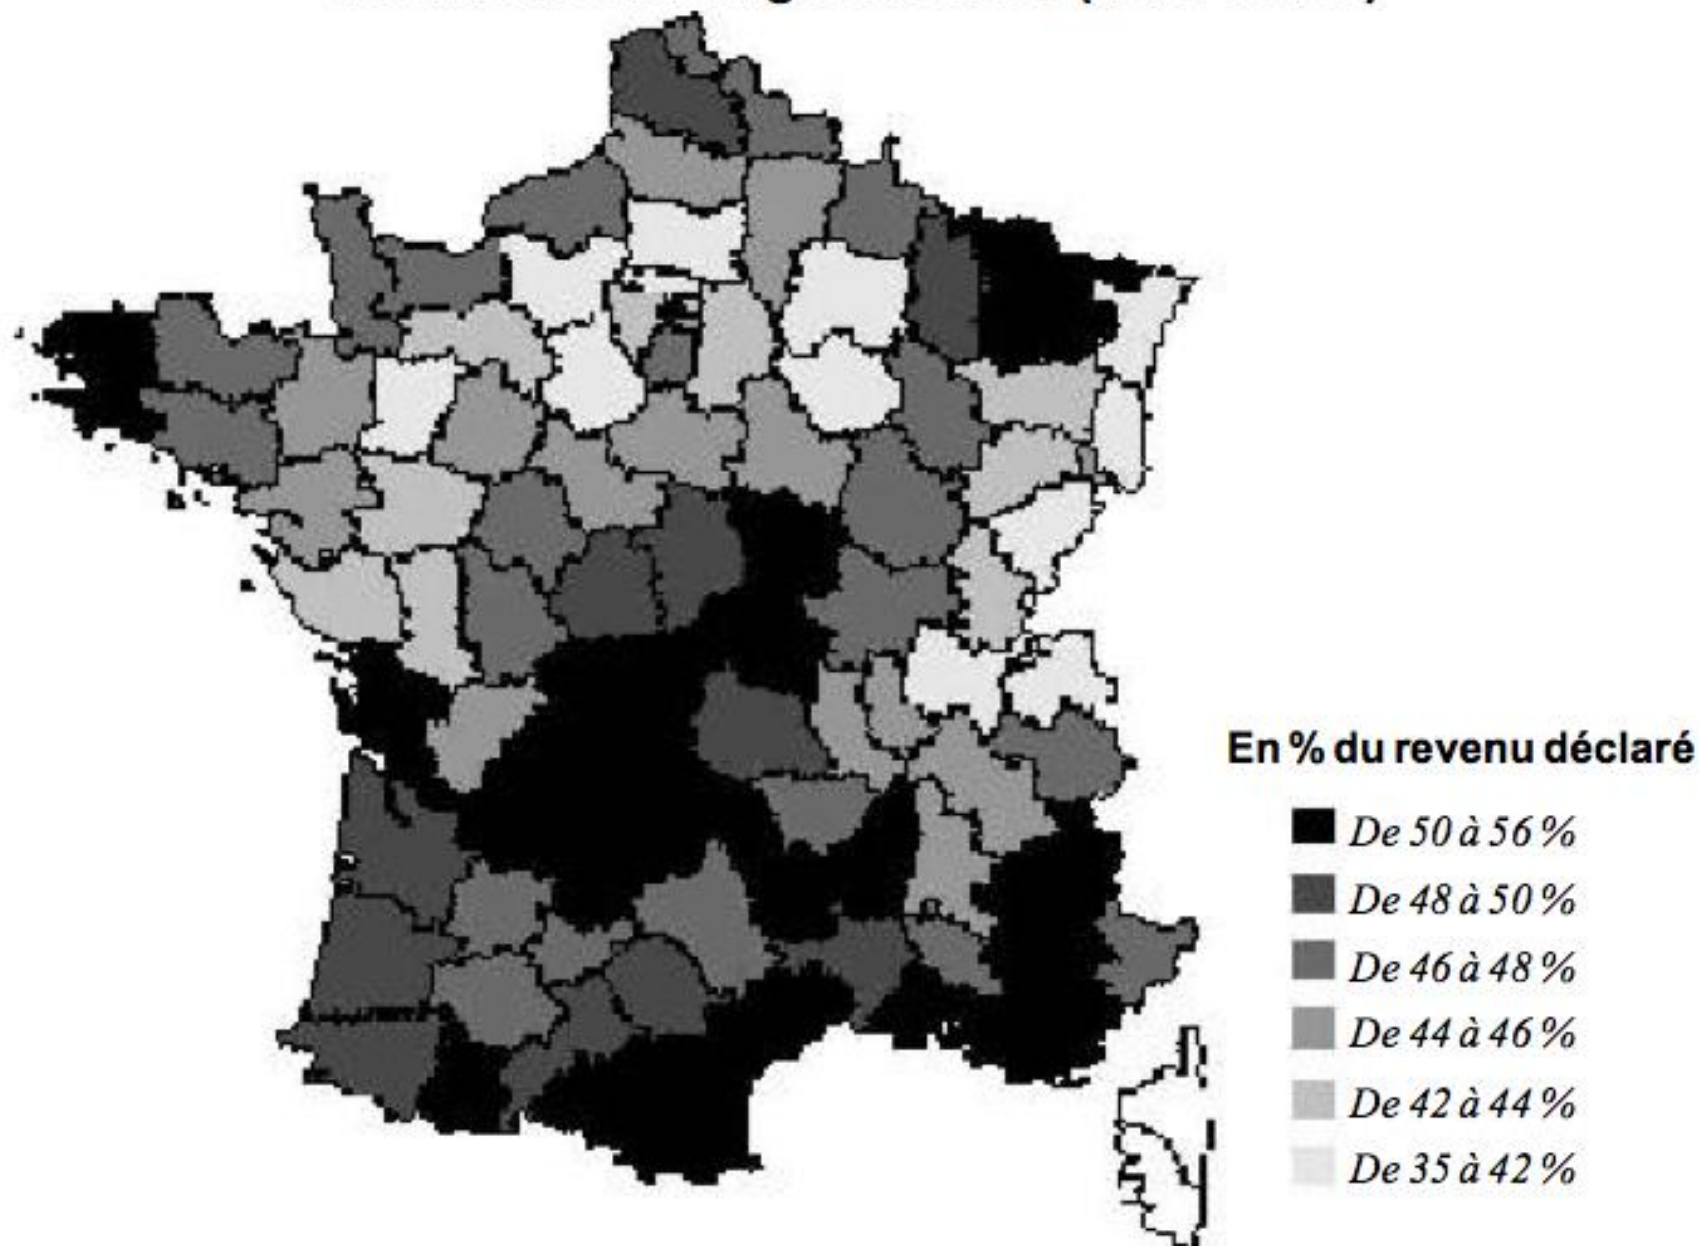 En % du revenu déclaré
De 50 à 56 %
De 48 à 50 %
De 46 à 48 %
De 44 à 46 %
De 42 à 44 %
De 35 à 42 %